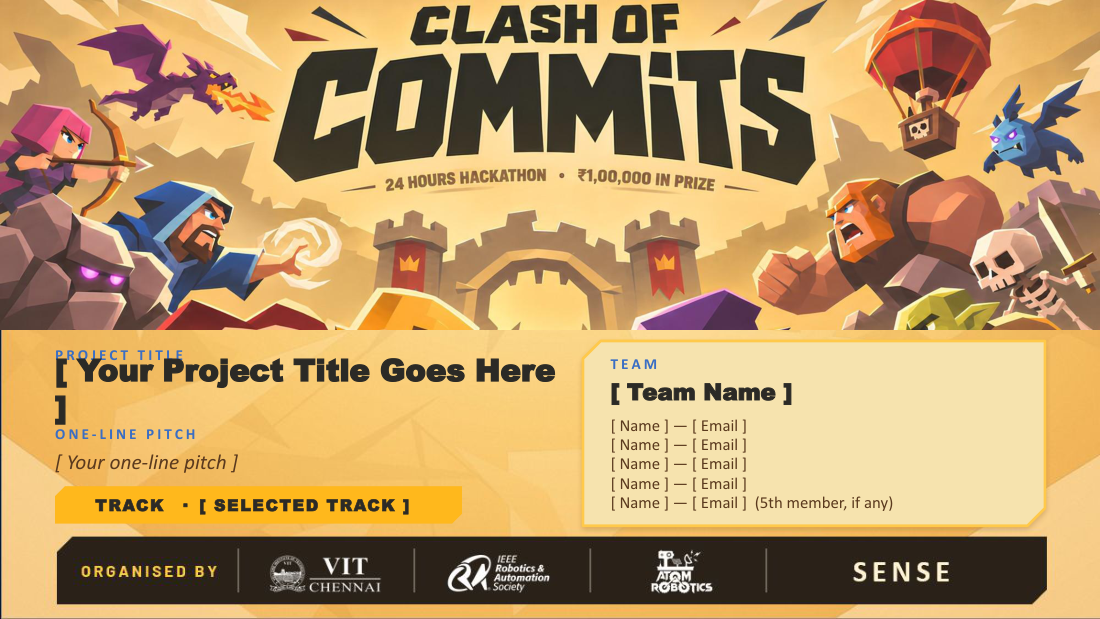 CLASH OF
COMMiTS
24 HOURS HACKATHON • ₹1,00,000 IN PRIZE
PROJECT TITLE
[ Your Project Title Goes Here
]
ONE-LINE PITCH
[ Your one-line pitch ]
TRACK · [ SELECTED TRACK ]
TEAM
[ Team Name ]
[ Name ] — [ Email ]
[ Name ] — [ Email ]
[ Name ] — [ Email ]
[ Name ] — [ Email ]
[ Name ] — [ Email ] (5th member, if any)
ORGANISED BY
VIT
CHENNAI
IEEE
Robotics &
Automation
Society
ATOM
ROBOTICS
SENSE